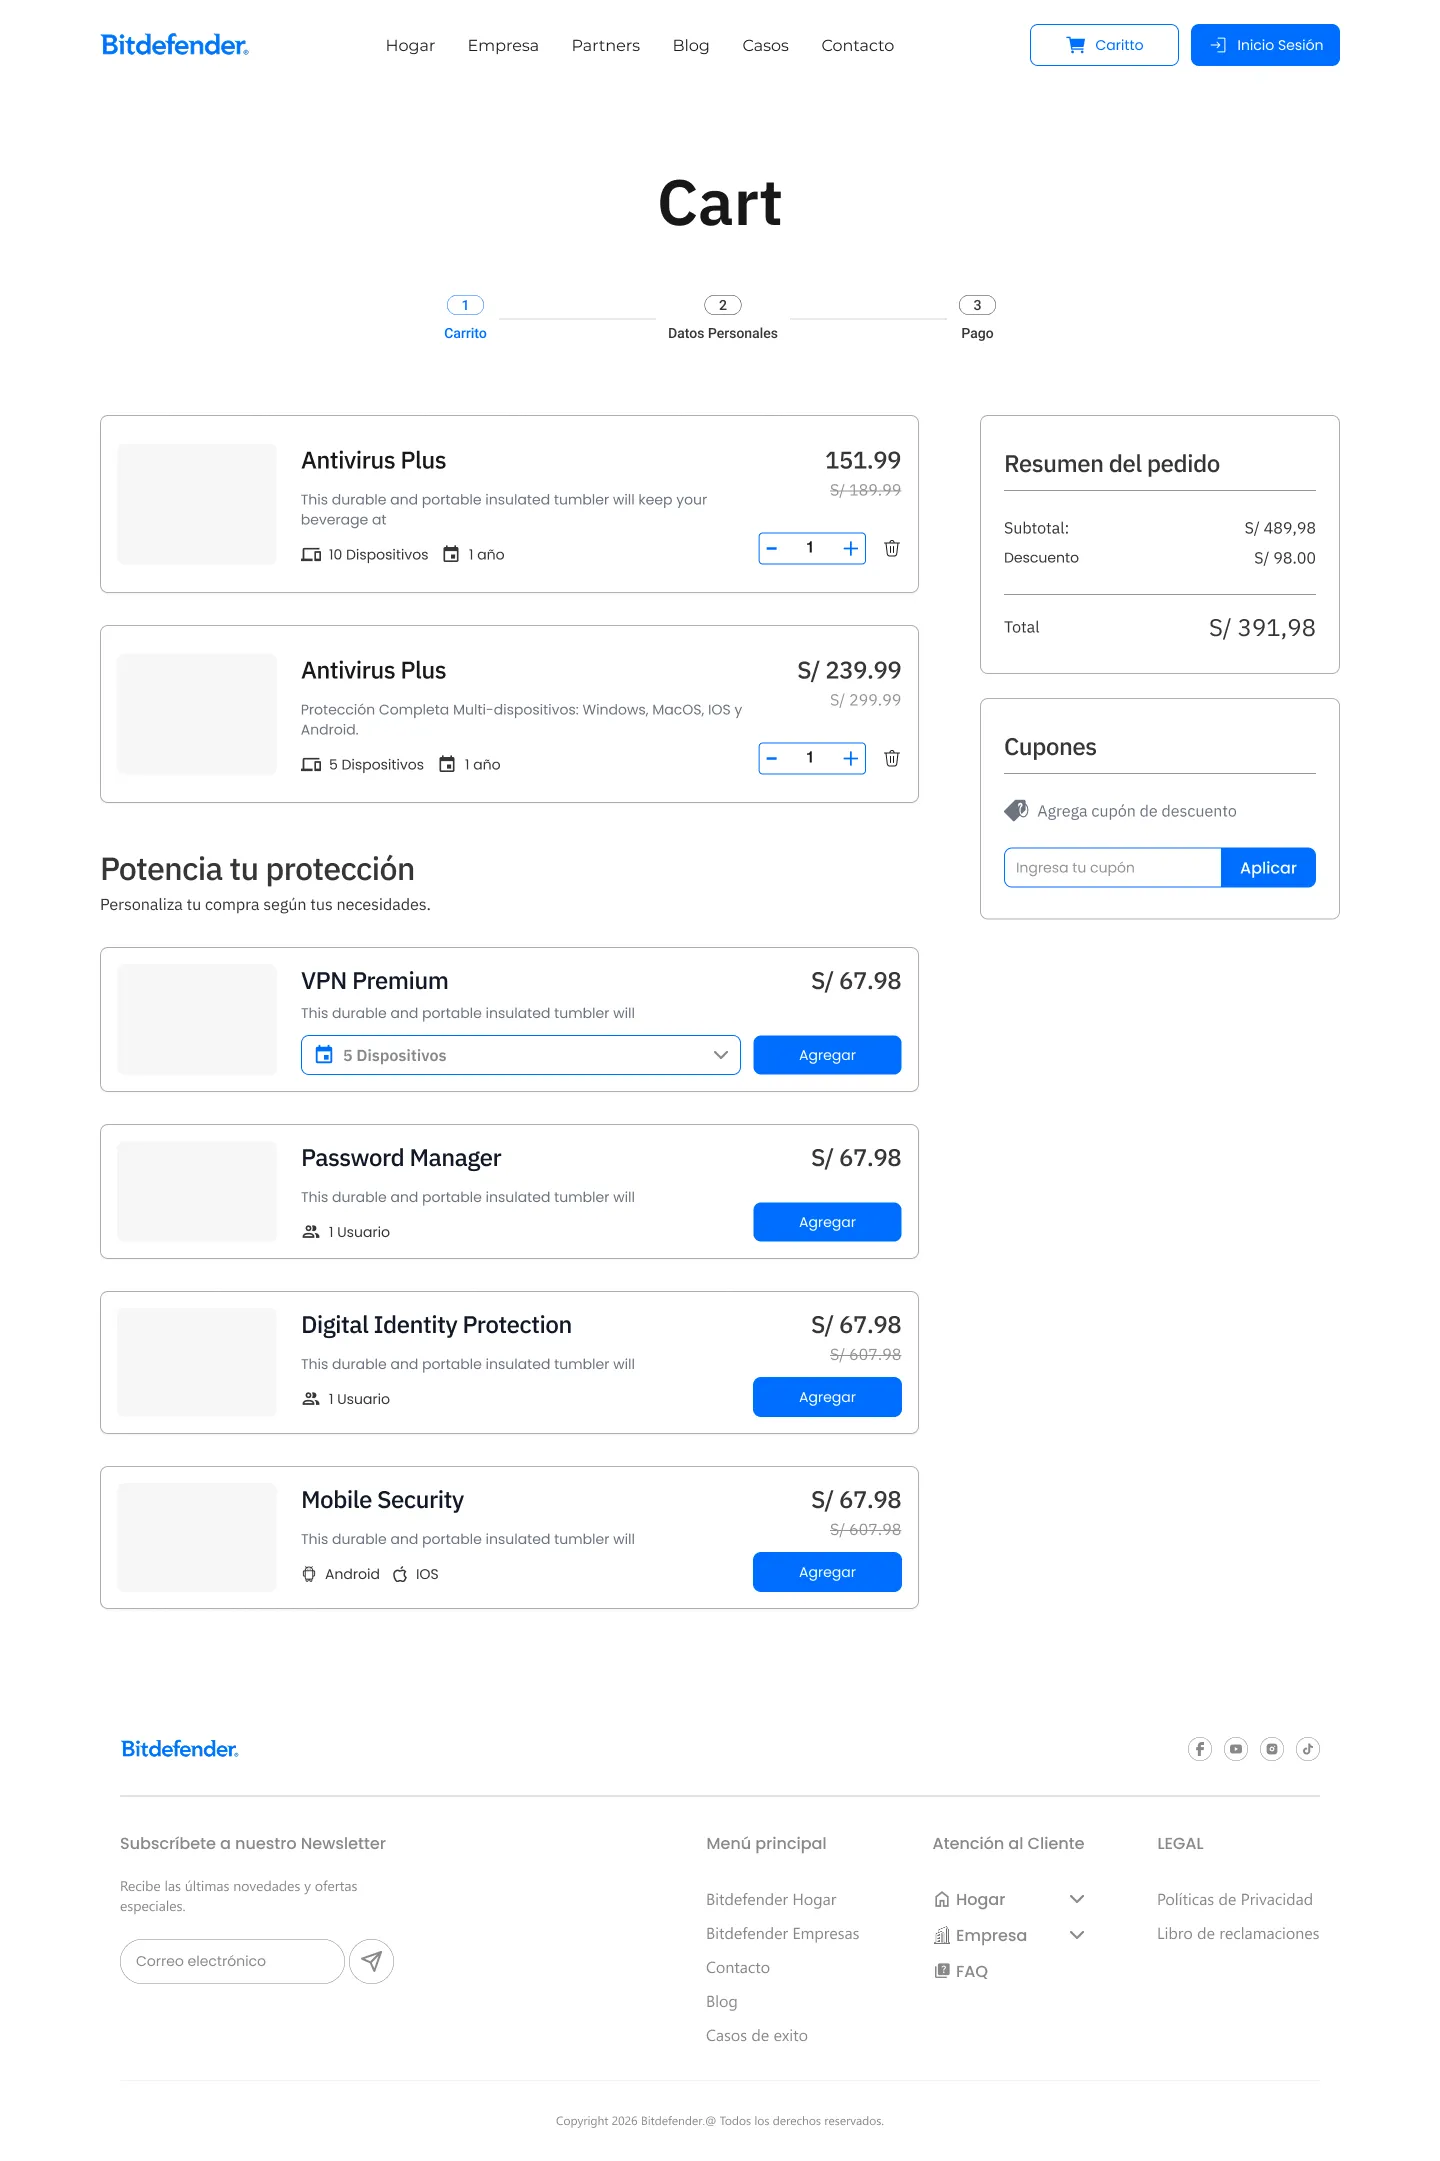 Bitdefender®
Hogar Empresa Partners Blog Casos Contacto
Caritto
Inicio Sesión
Cart
1
Carrito
2
Datos Personales
3
Pago
Antivirus Plus
151.99
S/ 189.99
This durable and portable insulated tumbler will keep your
beverage at
10 Dispositivos 1 año
- 1 +
Antivirus Plus
S/ 239.99
S/ 299.99
Protección Completa Multi-dispositivos: Windows, MacOS, IOS y
Android.
5 Dispositivos 1 año
- 1 +
Resumen del pedido
Subtotal: S/ 489,98
Descuento S/ 98.00
Total S/ 391,98
Cupones
Agrega cupón de descuento
Ingresa tu cupón Aplicar
Potencia tu protección
Personaliza tu compra según tus necesidades.
VPN Premium S/ 67.98
This durable and portable insulated tumbler will
5 Dispositivos Agregar
Password Manager S/ 67.98
This durable and portable insulated tumbler will
1 Usuario
Agregar
Digital Identity Protection S/ 67.98
S/ 607.98
This durable and portable insulated tumbler will
1 Usuario
Agregar
Mobile Security S/ 67.98
S/ 607.98
This durable and portable insulated tumbler will
Android IOS
Agregar
Bitdefender®
Subscríbete a nuestro Newsletter
Recibe las últimas novedades y ofertas
especiales.
Correo electrónico
Menú principal
Bitdefender Hogar
Bitdefender Empresas
Contacto
Blog
Casos de exito
Atención al Cliente
Hogar
Empresa
FAQ
LEGAL
Políticas de Privacidad
Libro de reclamaciones
Copyright 2026 Bitdefender.@ Todos los derechos reservados.